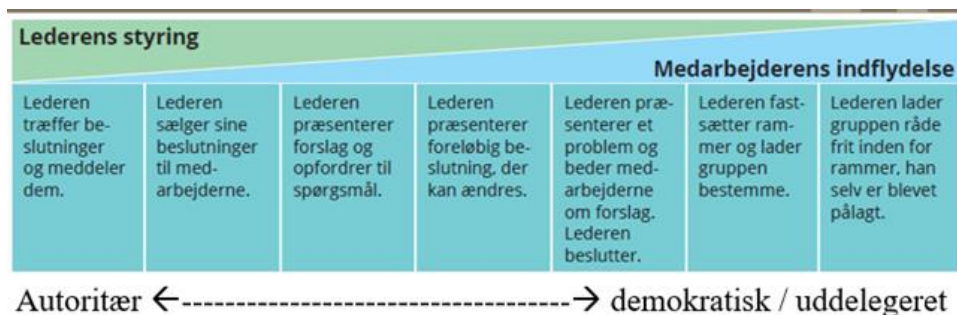 Lederens styring
Medarbejderens indflydelse
Lederen
træffer be-
slutninger
og meddeler
dem.
Lederen
sælger sine
beslutninger
til med-
arbejderne.
Lederen
præsenterer
forslag og
opfordrer til
spørgsmål.
Lederen
præsenterer
foreløbig be-
slutning, der
kan ændres.
Lederen præ-
senterer et
problem og
beder med-
arbejderne
om forslag.
Lederen
beslutter.
Lederen fast-
sætter ram-
mer og lader
gruppen
bestemme.
Lederen lader
gruppen råde
frit inden for
rammer, han
selv er blevet
pålagt.
Autoritær ←-----------------------------------→ demokratisk / uddelegeret